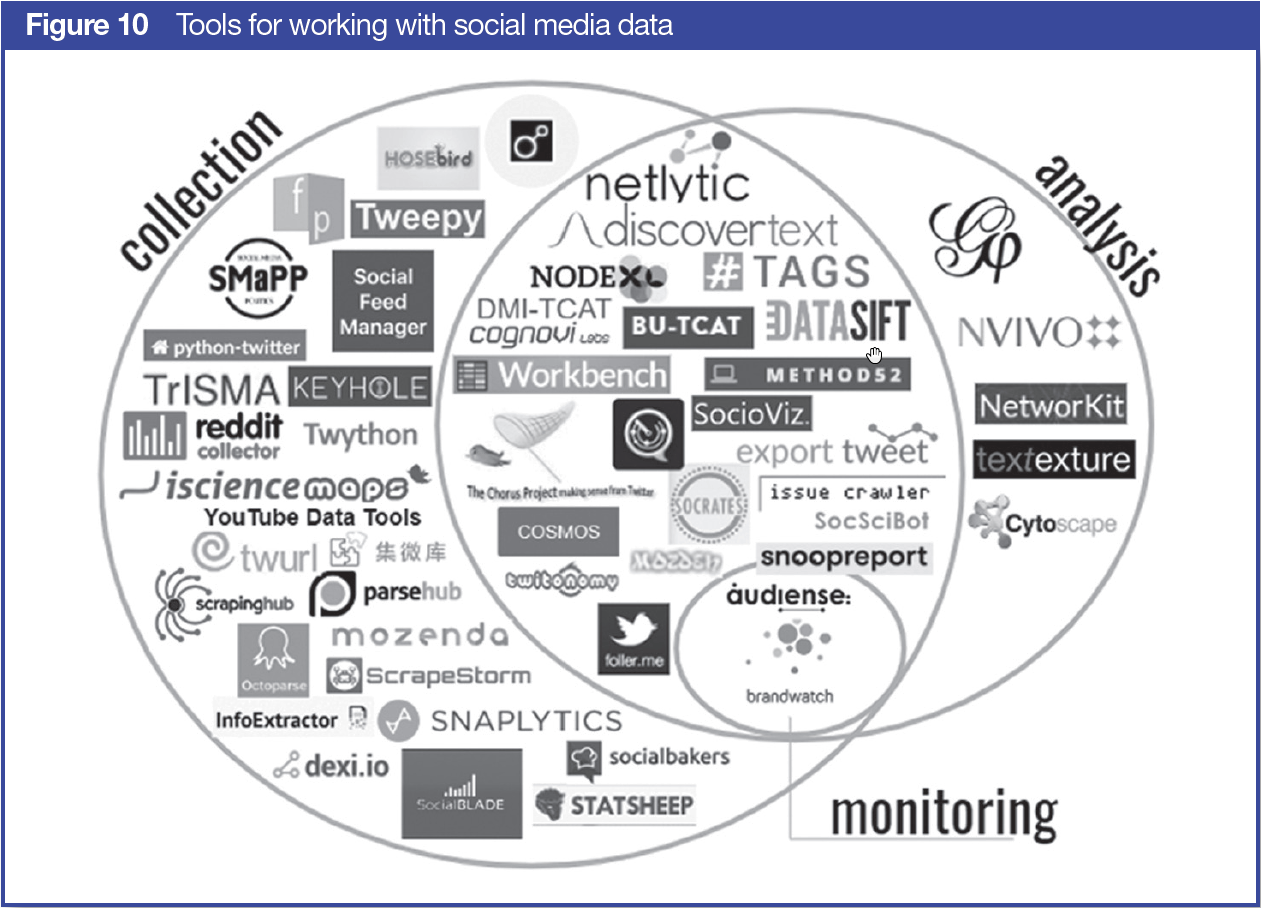 Figure 10 Tools for working with social media data
collection
analysis
HOSEbird
netlytic
fp
Tweepy
discovertext
Gφ
SOCIAL MEDIA
SMaPP
POLITICS
Social
Feed
Manager
NODEXL
# TAGS
DMI-TCAT
cognovi LABS
BU-TCAT
DATASIFT
NVIVO
python-twitter
Workbench
METHOD52
TrISMA
KEYHOLE
SocioViz.
NetworKit
reddit
collector
Twython
export tweet
textexture
iscience maps
The Chorus Project making sense from Twitter
SOCRATES
issue crawler
SocSciBot
Cytoscape
YouTube Data Tools
COSMOS
twurl
集微库
snoopreport
twitonomy
scrapinghub
parsehub
audiense:
foller.me
mozenda
Octoparse
ScrapeStorm
brandwatch
InfoExtractor
SNAPLYTICS
dexi.io
socialbakers
SocialBLADE
STATSHEEP
monitoring